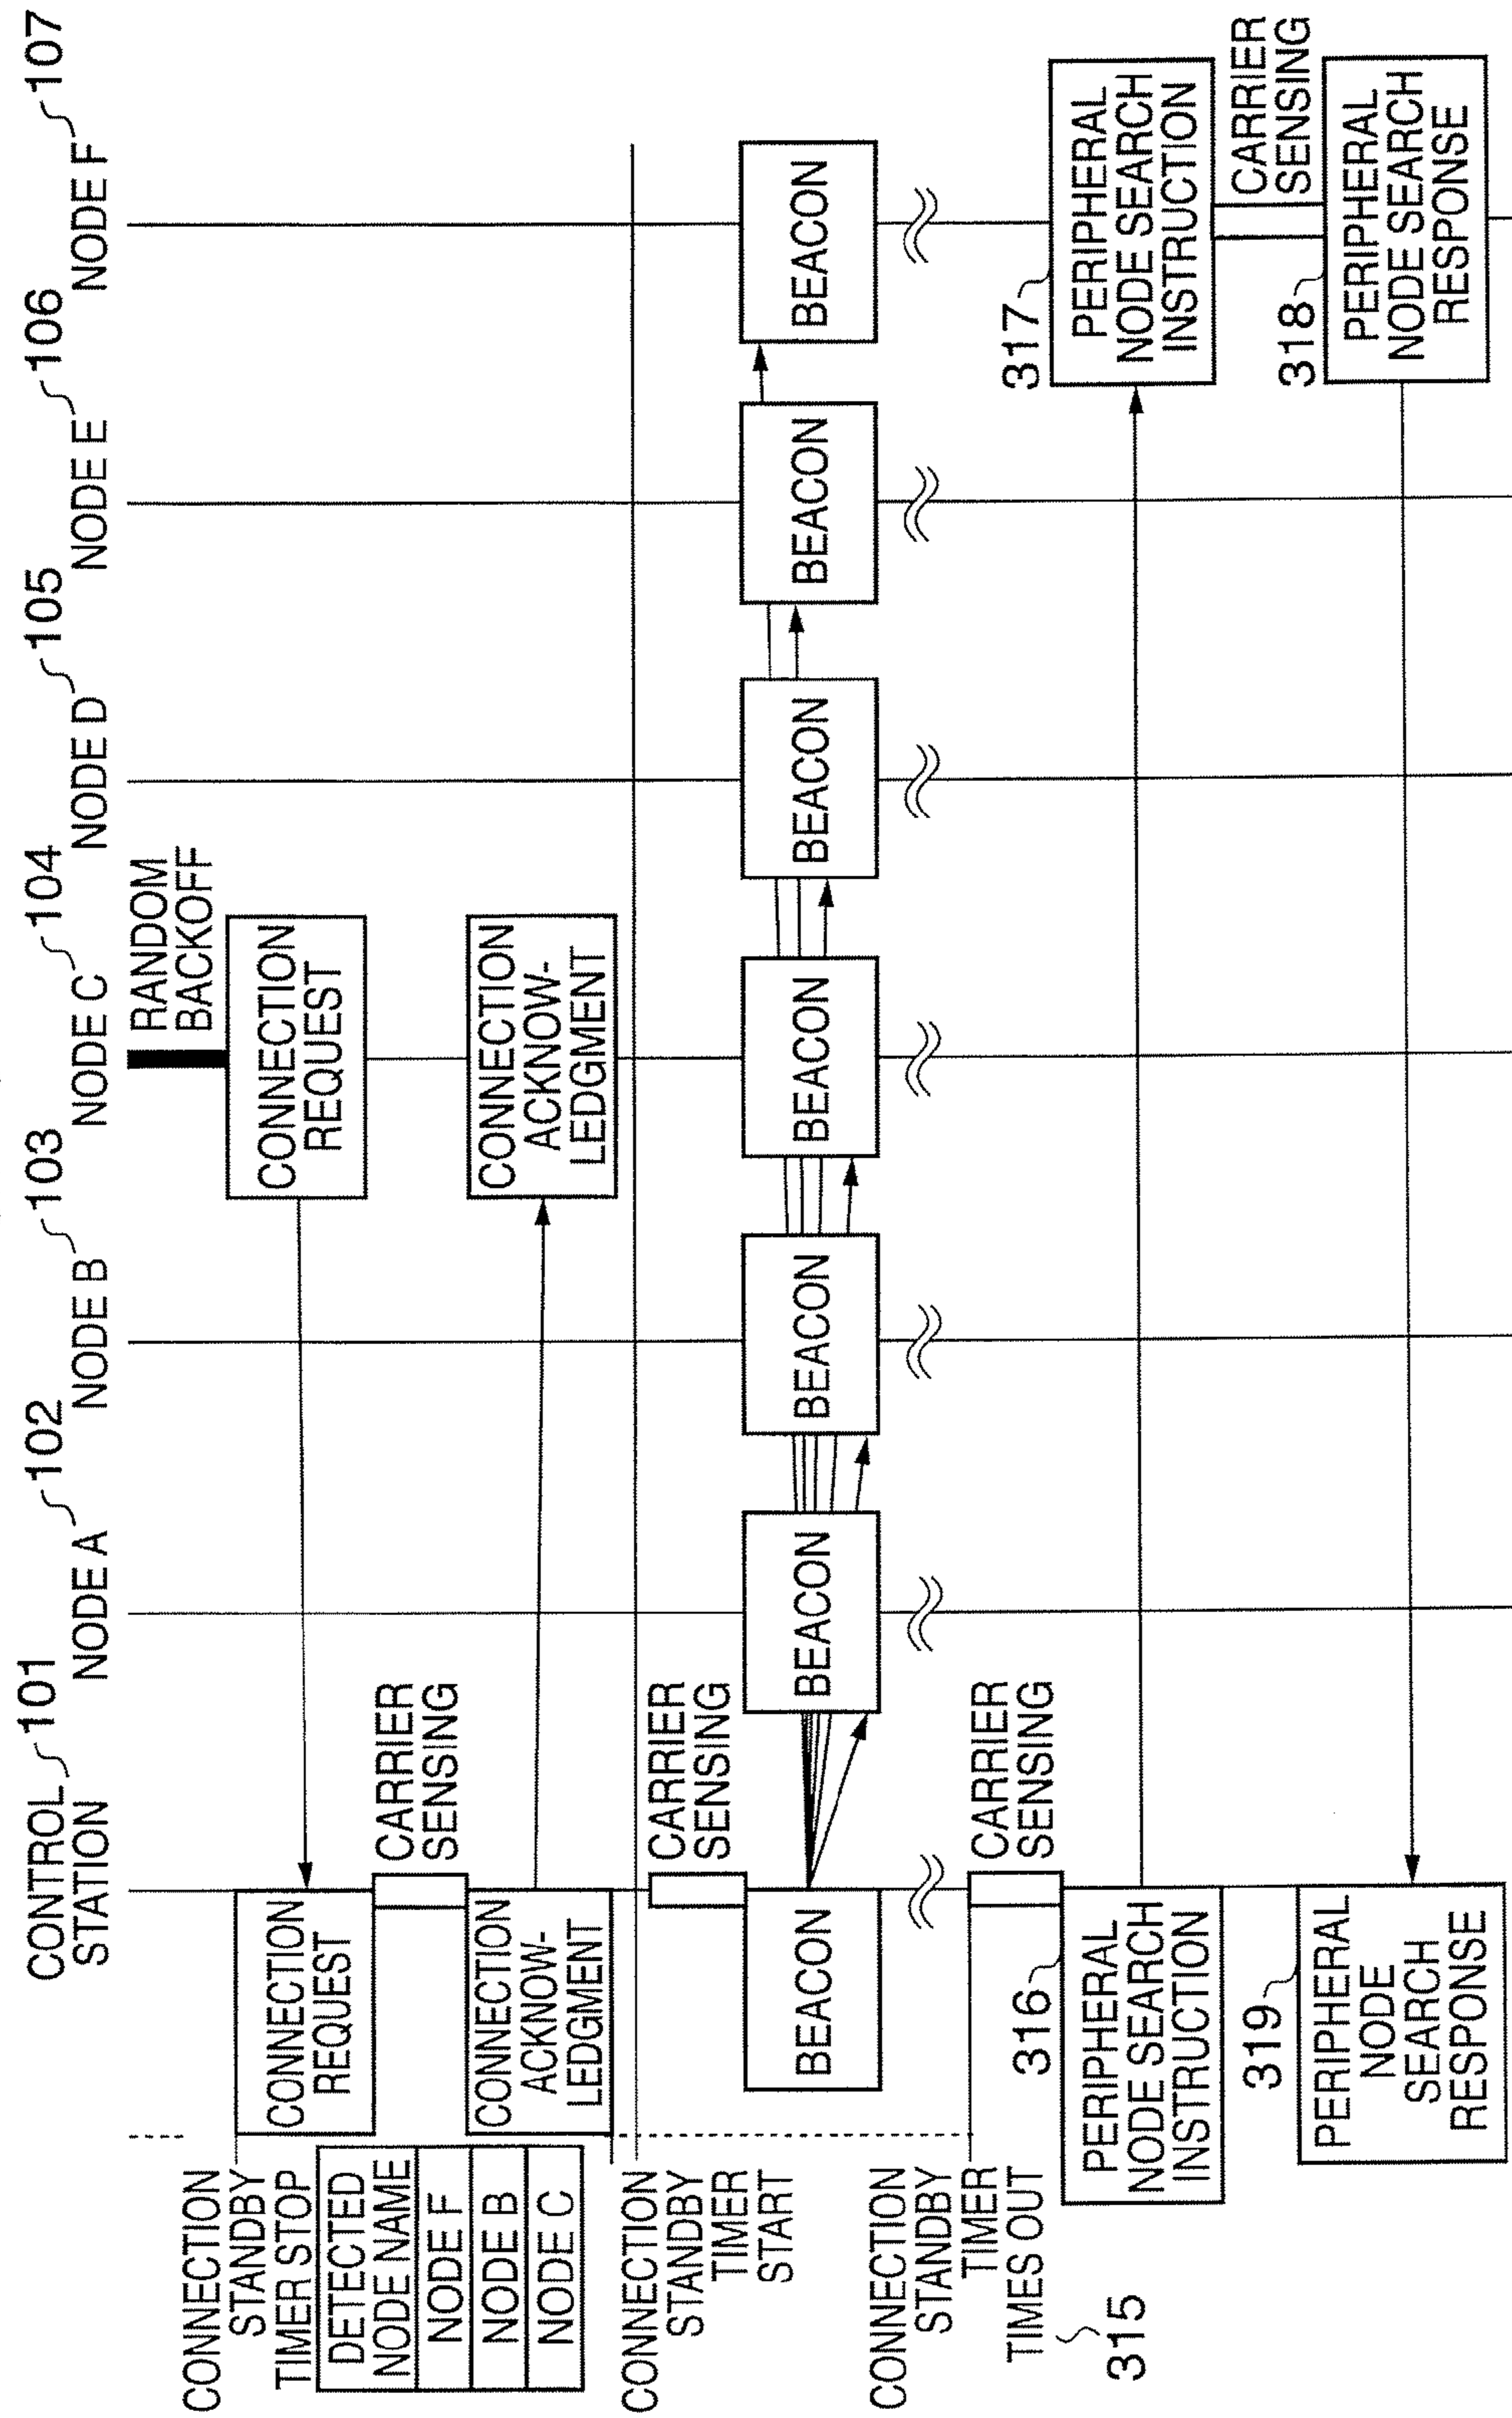 CONTROL
STATION
101
NODE A
102
NODE B
103
NODE C
104
NODE D
105
NODE E
106
NODE F
107
RANDOM
BACKOFF
CONNECTION
STANDBY
TIMER STOP
CONNECTION
REQUEST
CONNECTION
REQUEST
CARRIER
SENSING
DETECTED
NODE NAME
NODE F
NODE B
NODE C
CONNECTION
ACKNOW-
LEDGMENT
CONNECTION
ACKNOW-
LEDGMENT
CONNECTION
STANDBY
TIMER
START
CARRIER
SENSING
BEACON
BEACON
BEACON
BEACON
BEACON
BEACON
BEACON
CONNECTION
STANDBY
TIMER
TIMES OUT
315
CARRIER
SENSING
316
PERIPHERAL
NODE SEARCH
INSTRUCTION
317
PERIPHERAL
NODE SEARCH
INSTRUCTION
CARRIER
SENSING
319
PERIPHERAL
NODE
SEARCH
RESPONSE
318
PERIPHERAL
NODE SEARCH
RESPONSE